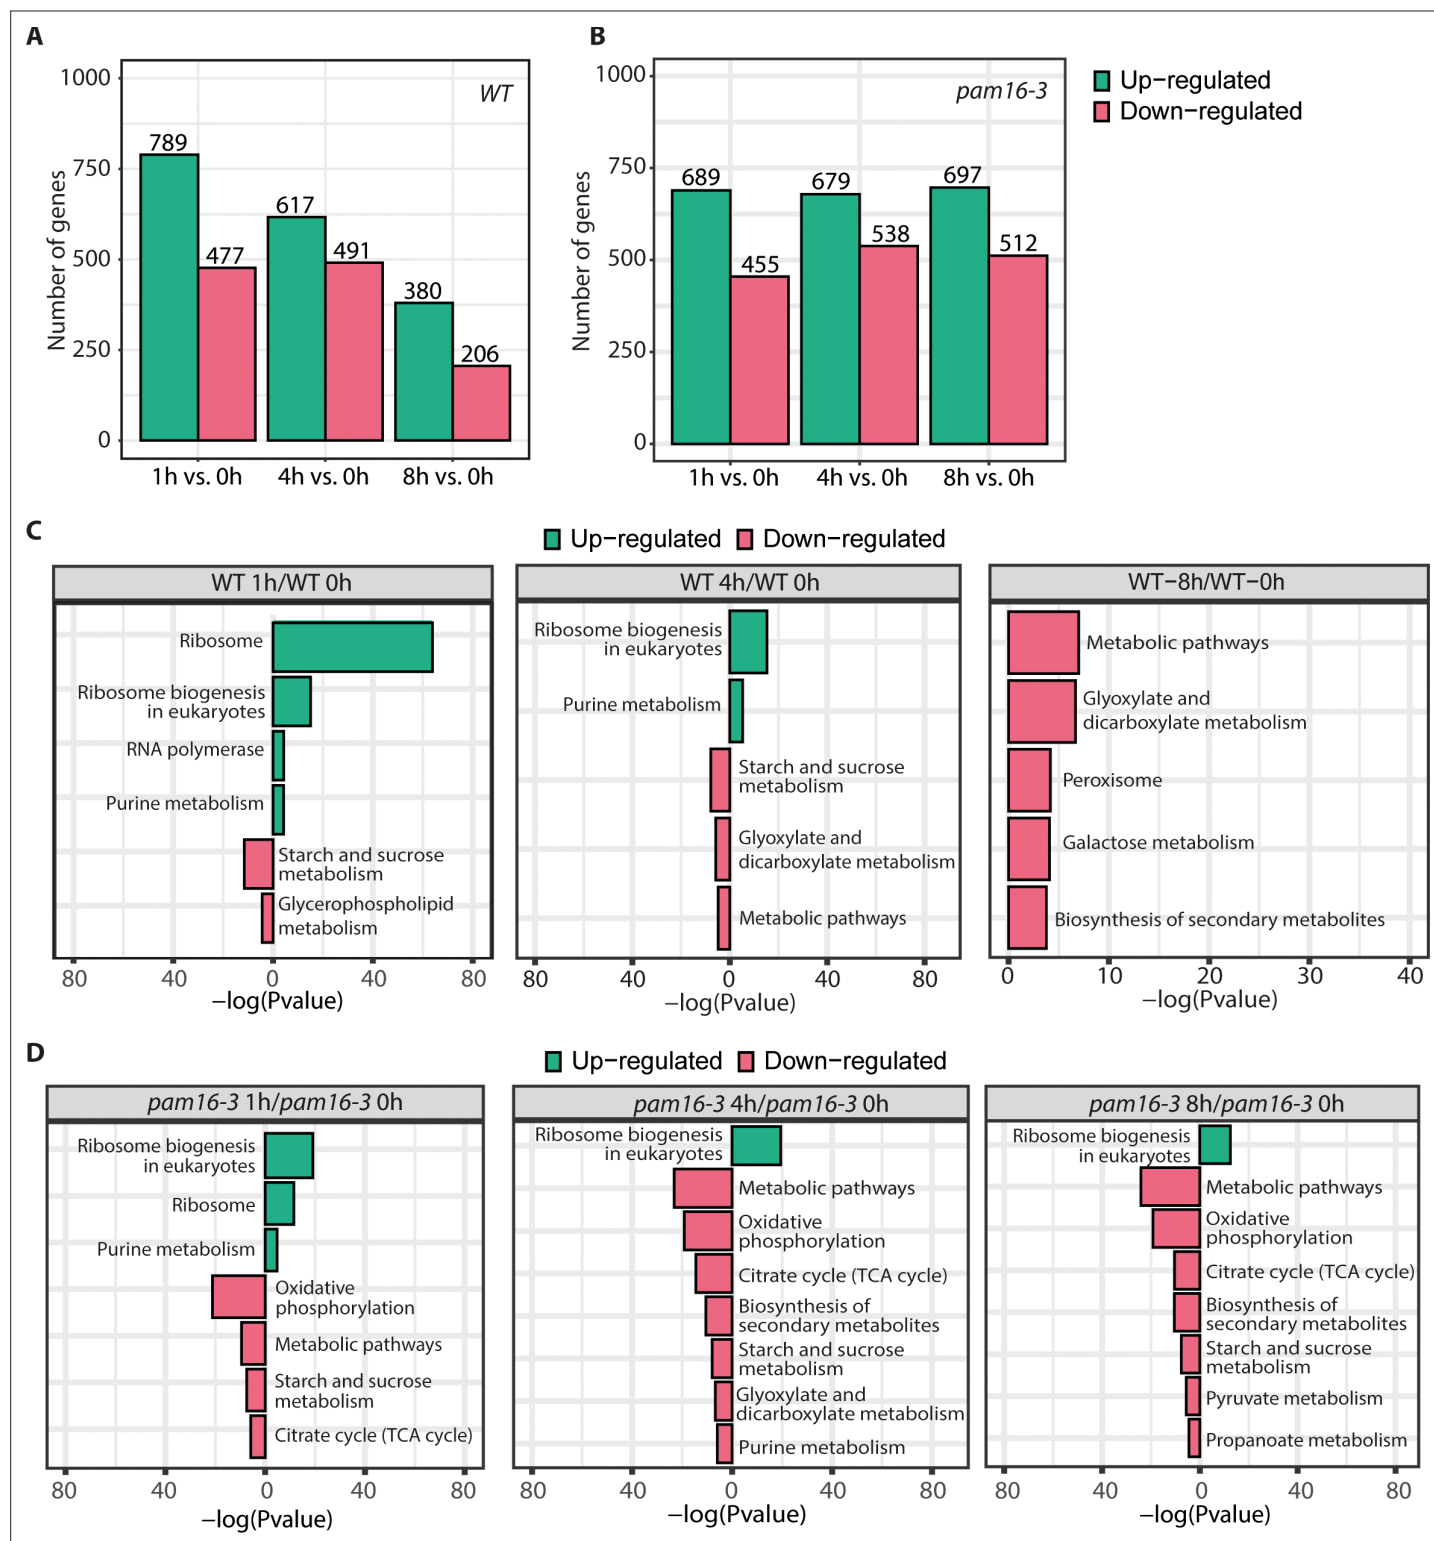 A
1000
750
500
250
0
Number of genes
WT
789
477
617
491
380
206
1h vs. 0h
4h vs. 0h
8h vs. 0h
B
1000
750
500
250
0
Number of genes
pam16-3
689
455
679
538
697
512
1h vs. 0h
4h vs. 0h
8h vs. 0h
Up−regulated
Down−regulated
C
Up−regulated
Down−regulated
WT 1h/WT 0h
Ribosome
Ribosome biogenesis
in eukaryotes
RNA polymerase
Purine metabolism
Starch and sucrose
metabolism
Glycerophospholipid
metabolism
80
40
0
40
80
−log(Pvalue)
WT 4h/WT 0h
Ribosome biogenesis
in eukaryotes
Purine metabolism
Starch and sucrose
metabolism
Glyoxylate and
dicarboxylate metabolism
Metabolic pathways
80
40
0
40
80
−log(Pvalue)
WT−8h/WT−0h
Metabolic pathways
Glyoxylate and
dicarboxylate metabolism
Peroxisome
Galactose metabolism
Biosynthesis of secondary metabolites
0
10
20
30
40
−log(Pvalue)
D
Up−regulated
Down−regulated
pam16-3 1h/pam16-3 0h
Ribosome biogenesis
in eukaryotes
Ribosome
Purine metabolism
Oxidative
phosphorylation
Metabolic pathways
Starch and sucrose
metabolism
Citrate cycle (TCA cycle)
80
40
0
40
80
−log(Pvalue)
pam16-3 4h/pam16-3 0h
Ribosome biogenesis
in eukaryotes
Metabolic pathways
Oxidative
phosphorylation
Citrate cycle (TCA cycle)
Biosynthesis of
secondary metabolites
Starch and sucrose
metabolism
Glyoxylate and
dicarboxylate metabolism
Purine metabolism
80
40
0
40
80
−log(Pvalue)
pam16-3 8h/pam16-3 0h
Ribosome biogenesis
in eukaryotes
Metabolic pathways
Oxidative
phosphorylation
Citrate cycle (TCA cycle)
Biosynthesis of
secondary metabolites
Starch and sucrose
metabolism
Pyruvate metabolism
Propanoate metabolism
80
40
0
40
80
−log(Pvalue)